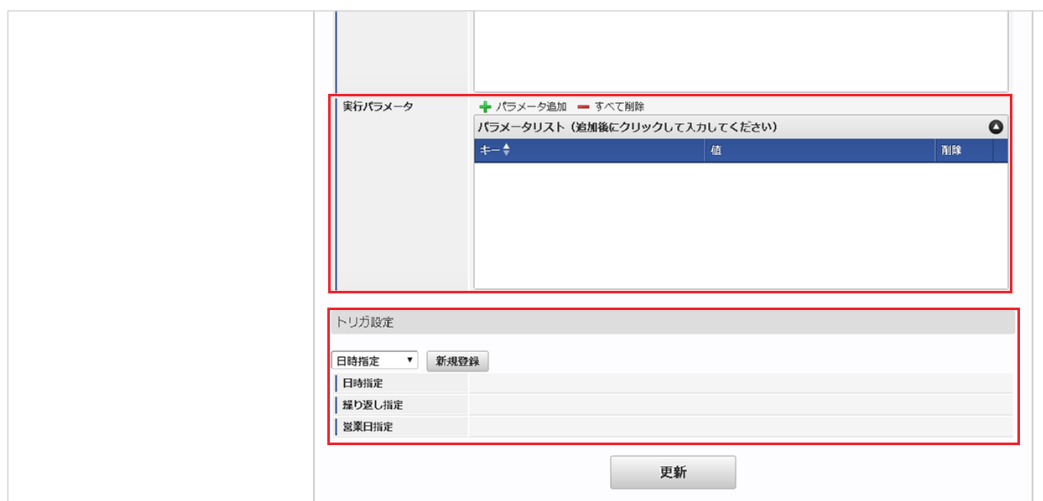 実行パラメータ
パラメータ追加 すべて削除
パラメータリスト（追加後にクリックして入力してください）
キー 値 削除
トリガ設定
日時指定 新規登録
日時指定
繰り返し指定
営業日指定
更新